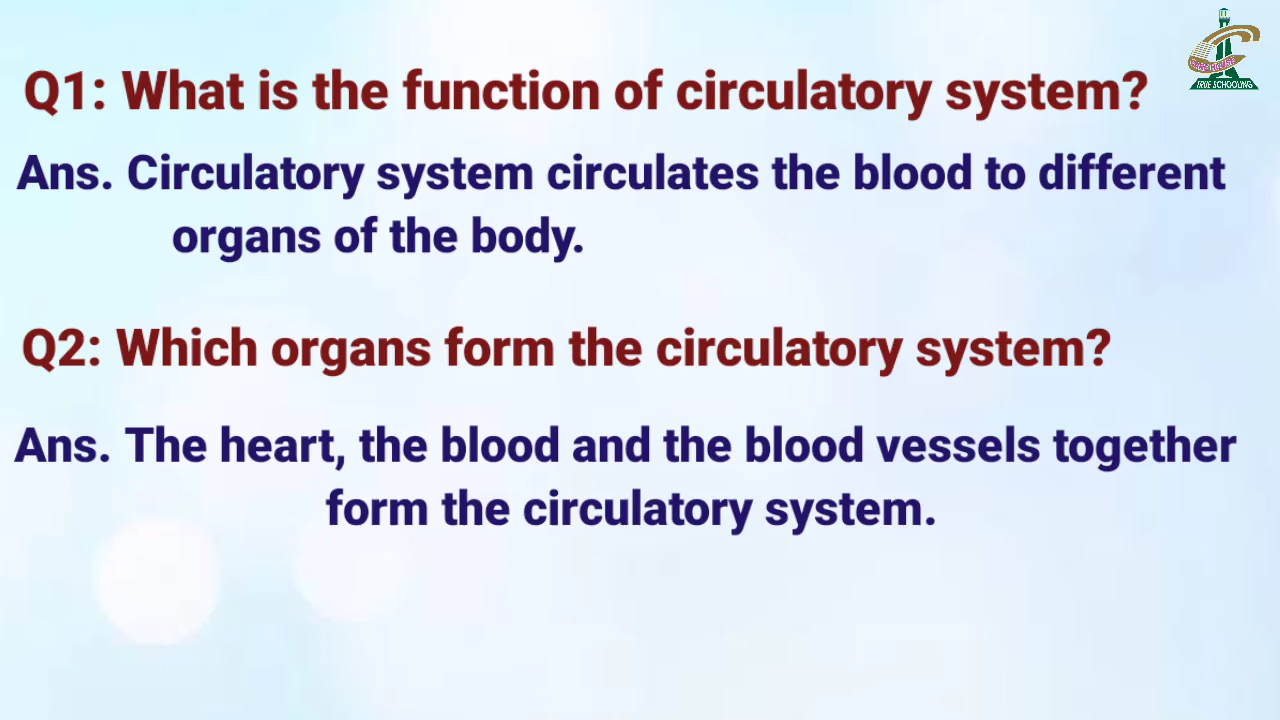 Q1: What is the function of circulatory system?
Ans. Circulatory system circulates the blood to different
organs of the body.
Q2: Which organs form the circulatory system?
Ans. The heart, the blood and the blood vessels together
form the circulatory system.
TRUE SCHOOLING